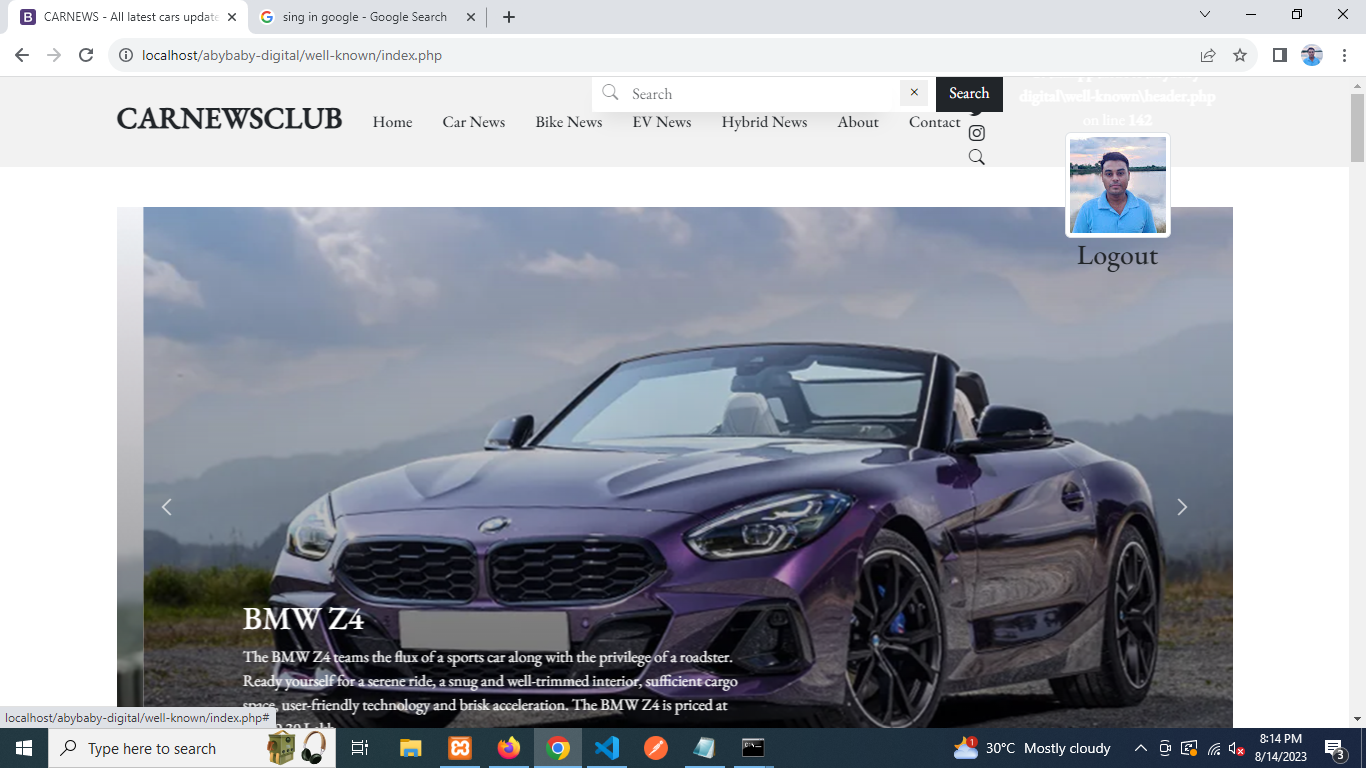 CARNEWS - All latest cars update
sing in google - Google Search
localhost/abybaby-digital/well-known/index.php
Search
×
Search
digital\well-known\header.php
on line 142
CARNEWSCLUB
Home
Car News
Bike News
EV News
Hybrid News
About
Contact
Logout
BMW Z4
The BMW Z4 teams the flux of a sports car along with the privilege of a roadster.
Ready yourself for a serene ride, a snug and well-trimmed interior, sufficient cargo
space, user-friendly technology and brisk acceleration. The BMW Z4 is priced at
localhost/abybaby-digital/well-known/index.php#
Type here to search
1
30°C Mostly cloudy
8:14 PM
8/14/2023
3